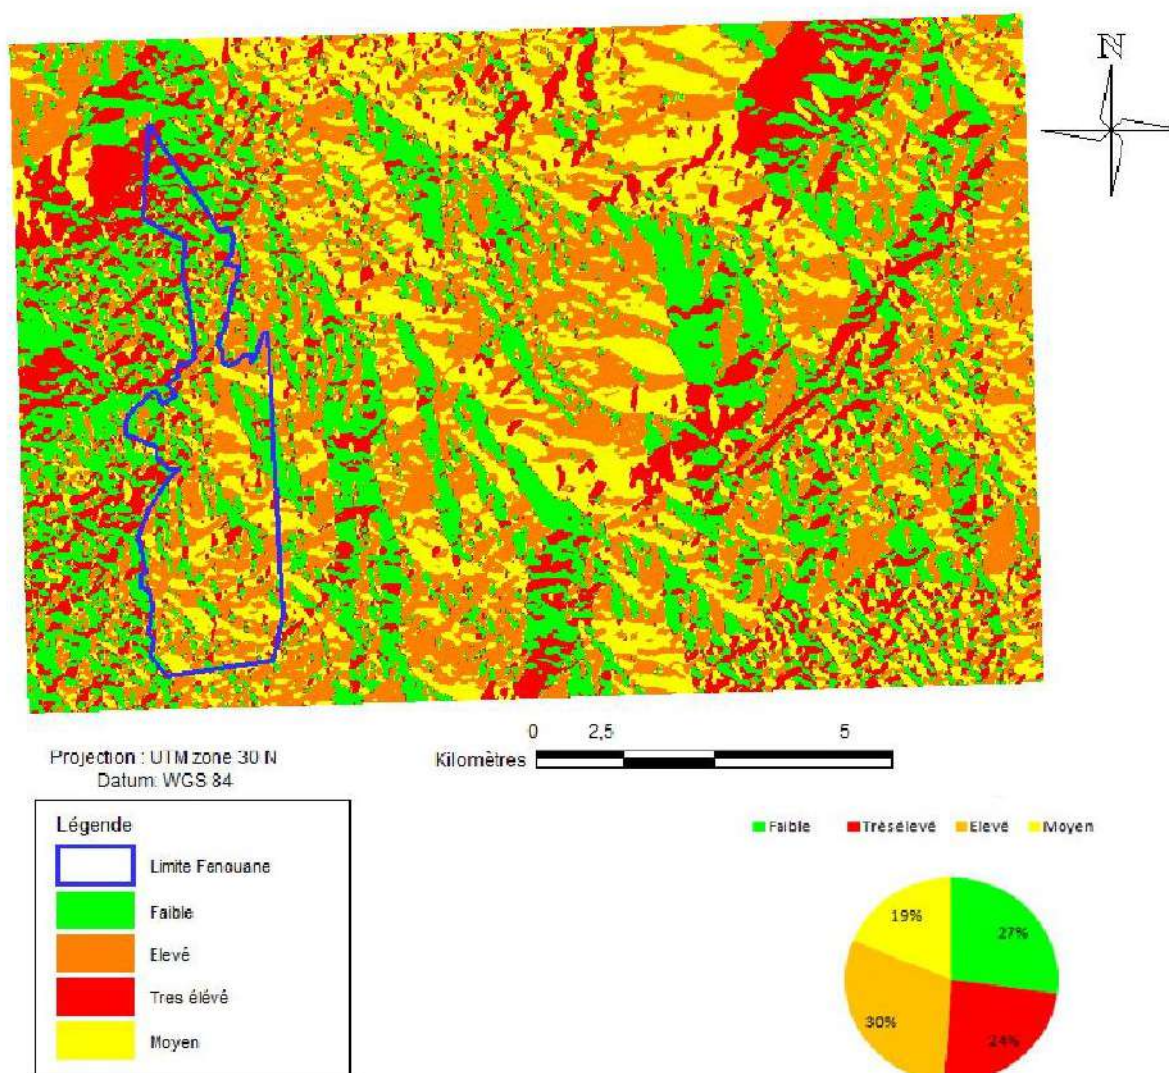 N
0 2,5 5
Kilomètres
Projection : UTM zone 30 N
Datum: WGS 84
Légende
Limite Fenouane
Faible
Elevé
Tres élévé
Moyen
Faible Trèsélevé Elevé Moyen
19%
27%
30%
24%